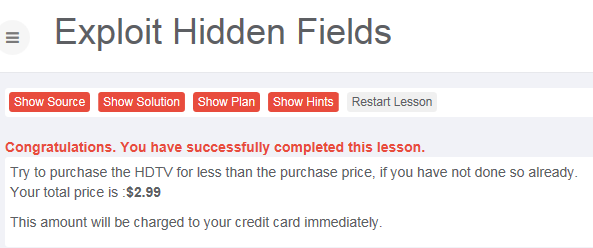 Exploit Hidden Fields
Show Source Show Solution Show Plan Show Hints Restart Lesson
Congratulations. You have successfully completed this lesson.
Try to purchase the HDTV for less than the purchase price, if you have not done so already.
Your total price is :$2.99
This amount will be charged to your credit card immediately.